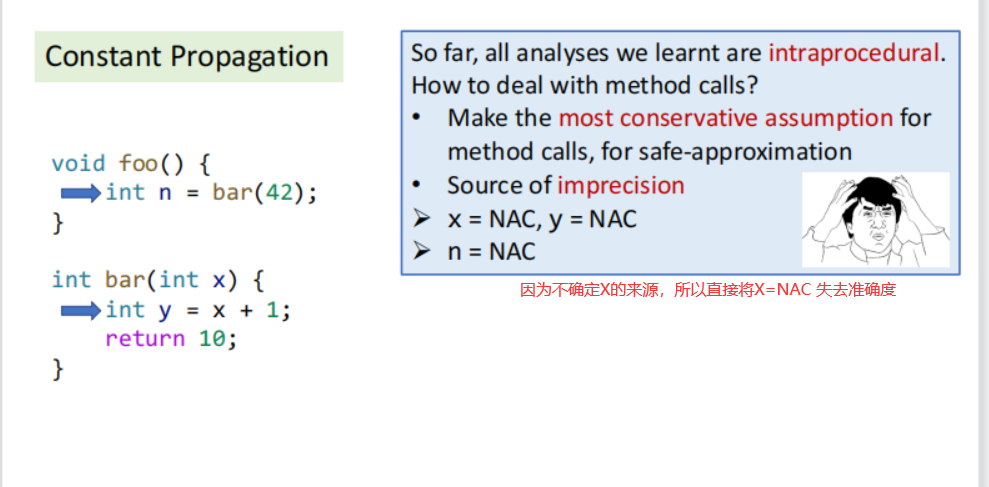 Constant Propagation
void foo() {
int n = bar(42);
}
int bar(int x) {
int y = x + 1;
return 10;
}
So far, all analyses we learnt are intraprocedural.
How to deal with method calls?
• Make the most conservative assumption for
method calls, for safe-approximation
• Source of imprecision
➢ x = NAC, y = NAC
➢ n = NAC
因为不确定X的来源，所以直接将X=NAC 失去准确度